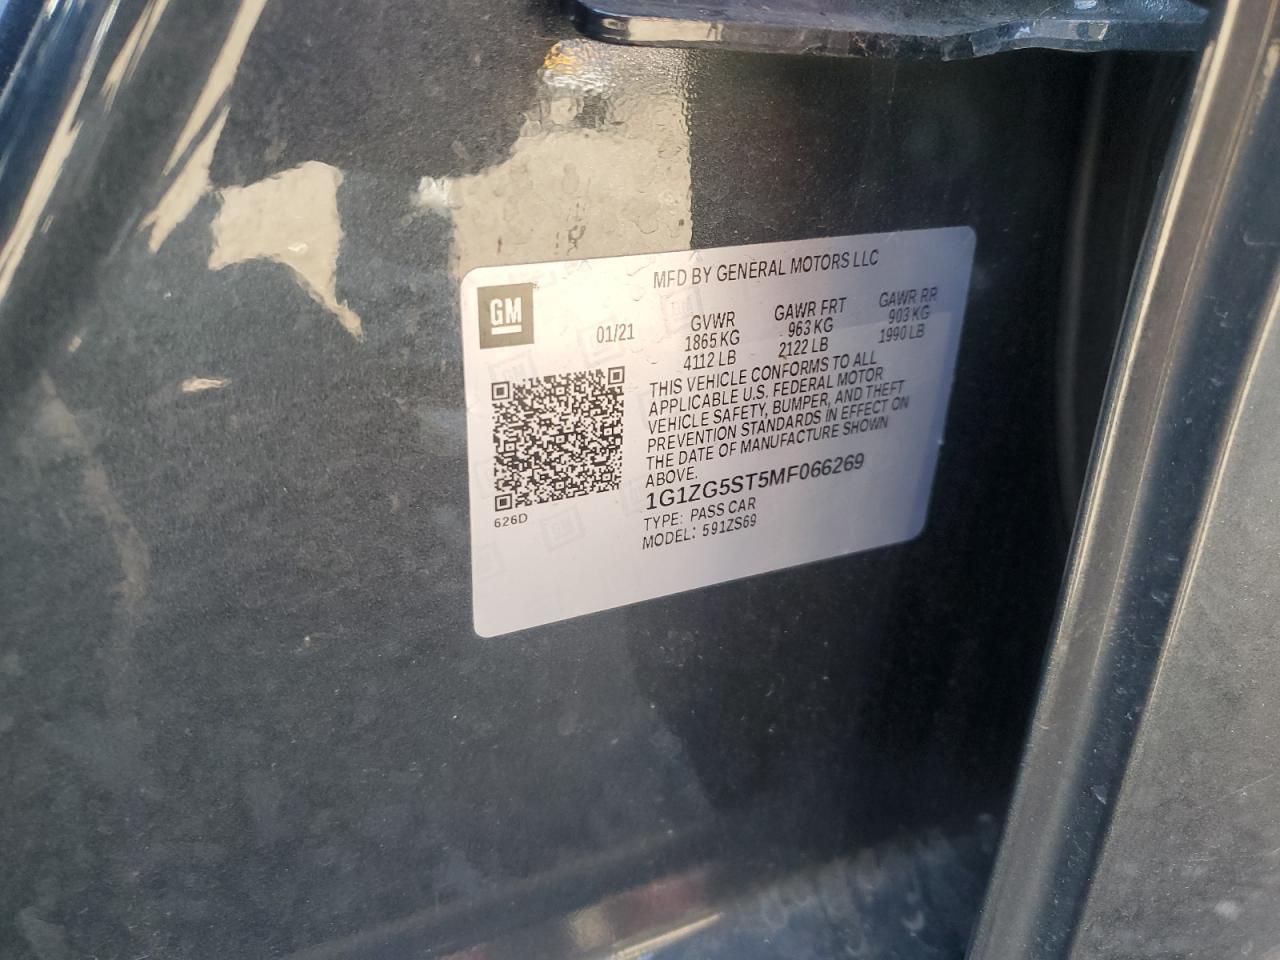 MFD BY GENERAL MOTORS LLC
GM
01/21
GVWR GAWR FRT GAWR RR
1865KG 963 KG 903 KG
4112 LB 2122 LB 1990 LB
THIS VEHICLE CONFORMS TO ALL
APPLICABLE U.S. FEDERAL MOTOR
VEHICLE SAFETY, BUMPER, AND THEFT
PREVENTION STANDARDS IN EFFECT ON
THE DATE OF MANUFACTURE SHOWN
ABOVE.
1G1ZG5ST5MF066269
TYPE: PASS CAR
MODEL: 591ZS69
626D